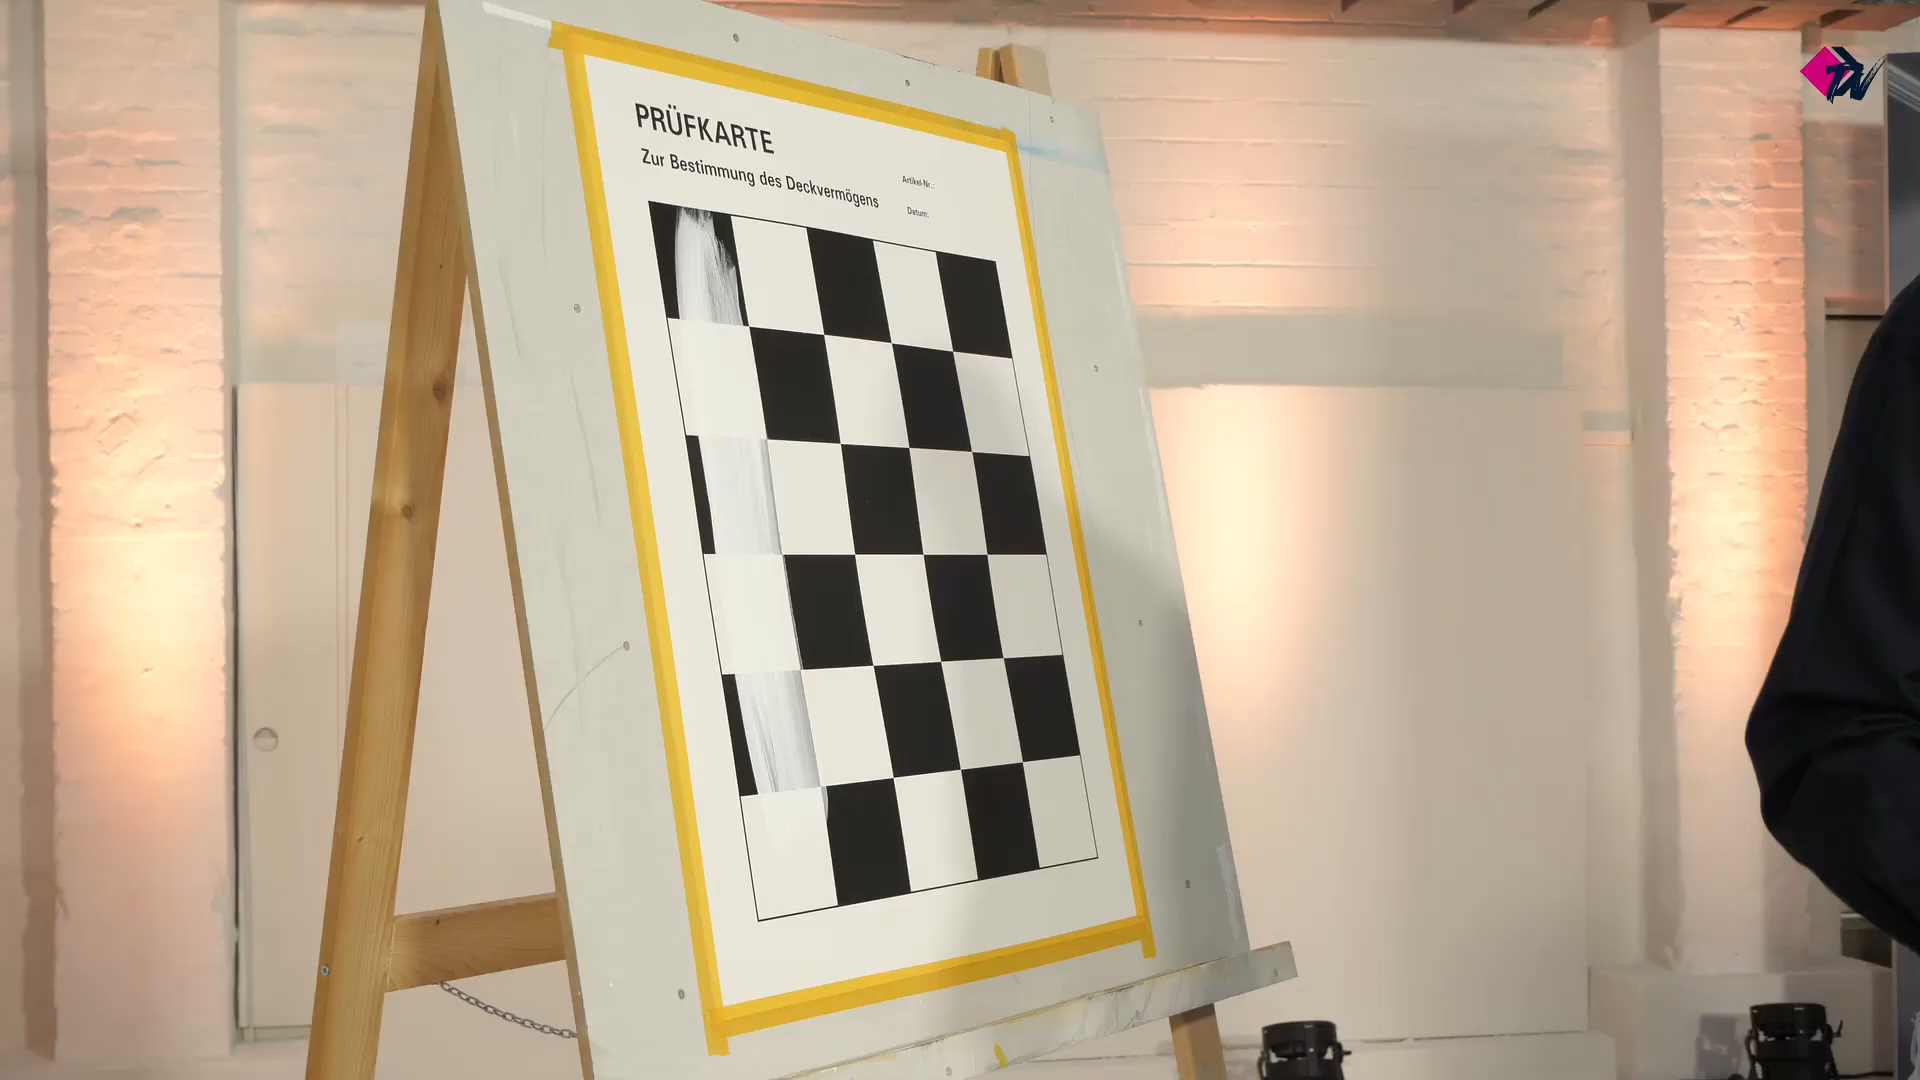 PRÜFKARTE
Zur Bestimmung des Deckvermögens
Artikel-Nr.:
Datum: